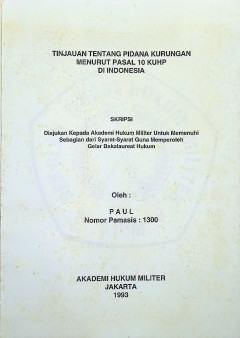 TINJAUAN TENTANG PIDANA KURUNGAN
MENURUT PASAL 10 KUHP
DI INDONESIA
SKRIPSI
Diajukan Kepada Akademi Hukum Militer Untuk Memenuhi
Sebagian dari Syarat-Syarat Guna Memperoleh
Gelar Bakalaureat Hukum
Oleh :
P A U L
Nomor Pamasis : 1300
AKADEMI HUKUM MILITER
JAKARTA
1993